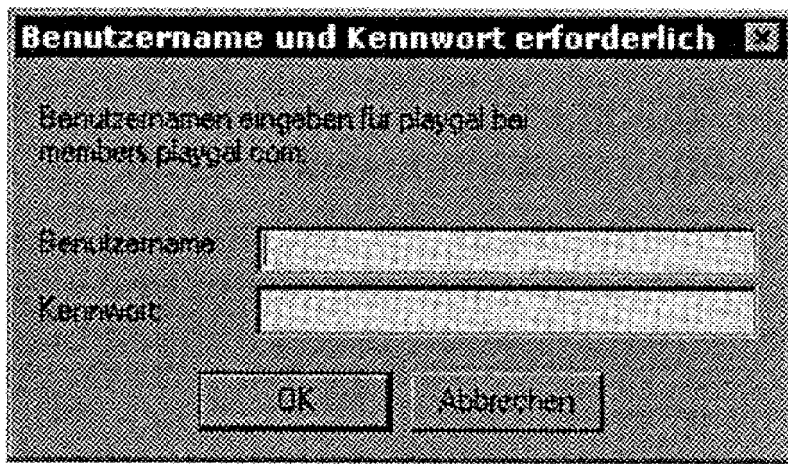 Benutzername und Kennwort erforderlich
Benutzernamen eingeben für playgal bei
members.playgal.com:
Benutzername:
Kennwort:
OK
Abbrechen